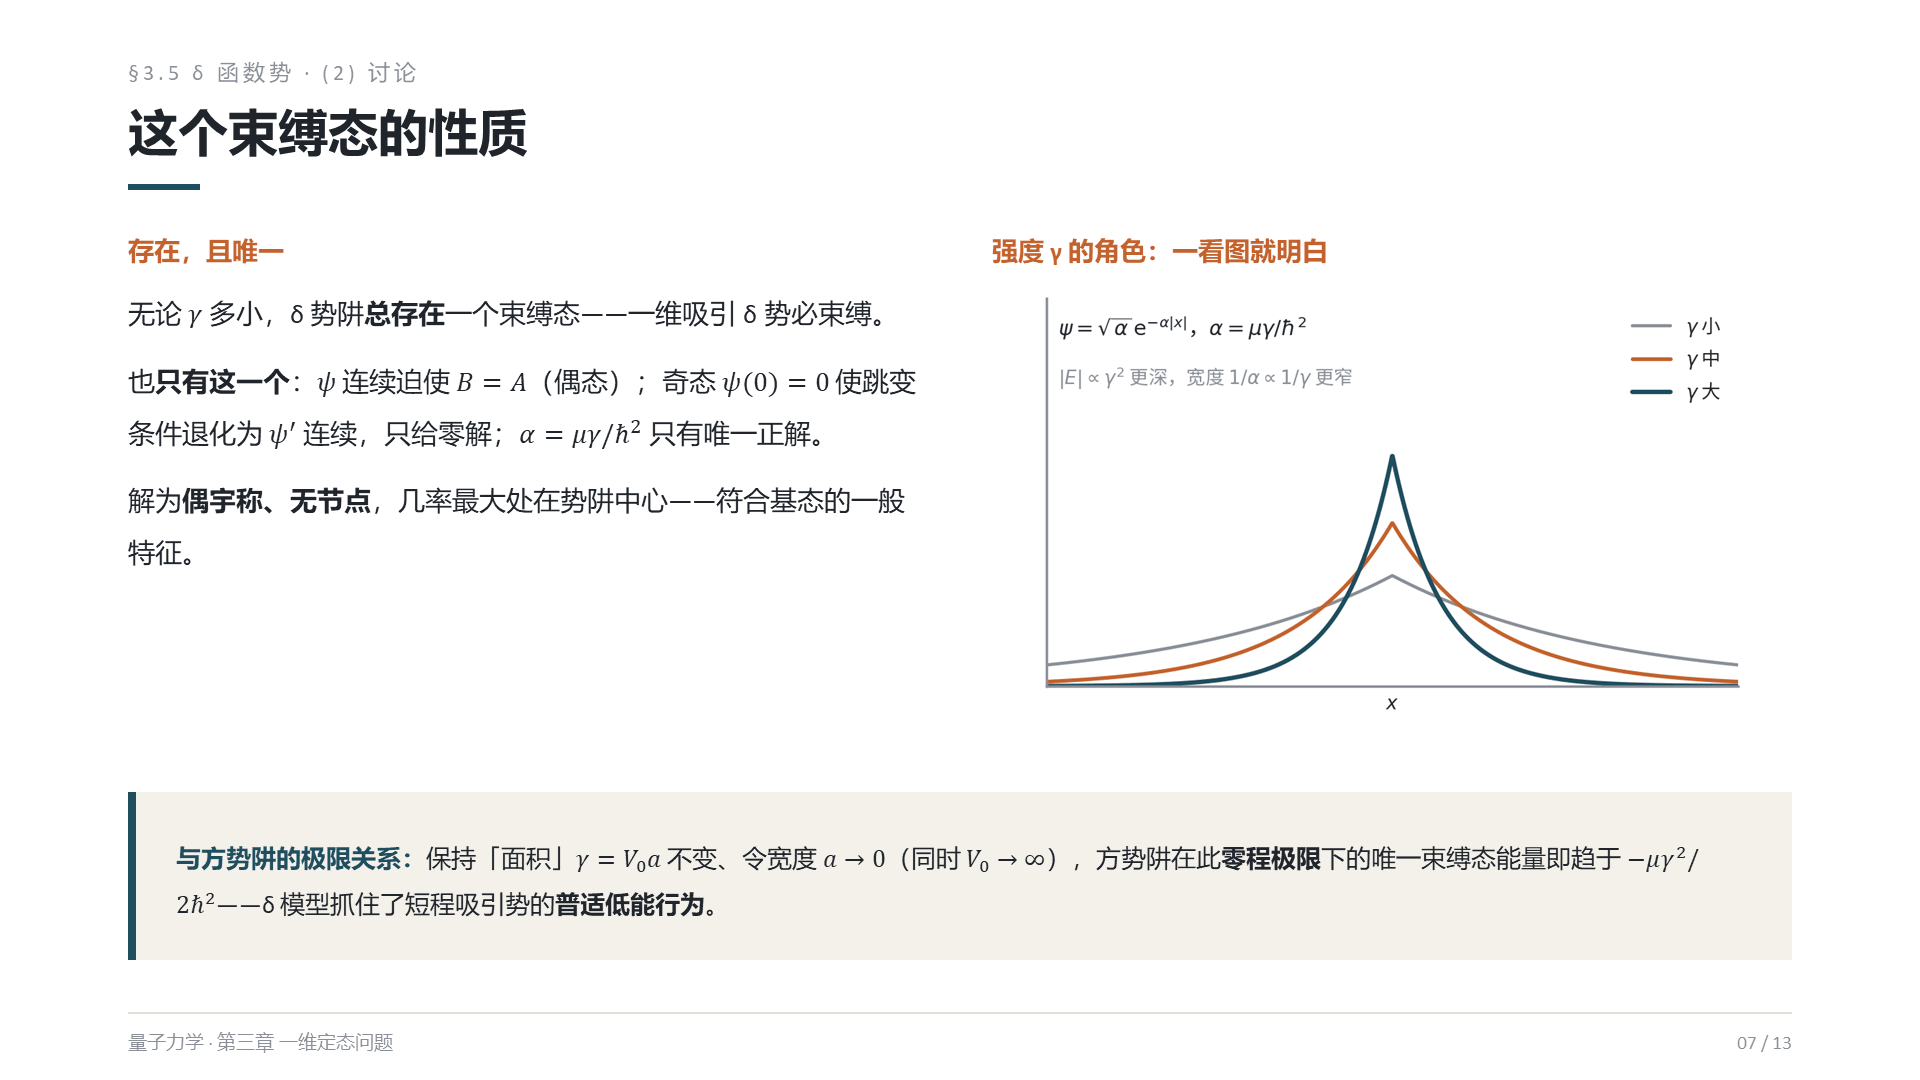 §3.5 δ 函数势 · (2) 讨论
这个束缚态的性质
存在，且唯一
无论 γ 多小，δ 势阱总存在一个束缚态——一维吸引 δ 势必束缚。
也只有这一个：ψ 连续迫使 B = A（偶态）；奇态 ψ(0) = 0 使跳变
条件退化为 ψ′ 连续，只给零解；α = μγ/ℏ² 只有唯一正解。
解为偶宇称、无节点，几率最大处在势阱中心——符合基态的一般
特征。
强度 γ 的角色：一看图就明白
ψ = √α e^{−α|x|}，α = μγ/ℏ²
|E| ∝ γ² 更深，宽度 1/α ∝ 1/γ 更窄
γ 小
γ 中
γ 大
x
与方势阱的极限关系：保持「面积」γ = V₀a 不变、令宽度 a → 0（同时 V₀ → ∞），方势阱在此零程极限下的唯一束缚态能量即趋于 −μγ²/
2ℏ²——δ 模型抓住了短程吸引势的普适低能行为。
量子力学 · 第三章 一维定态问题
07 / 13